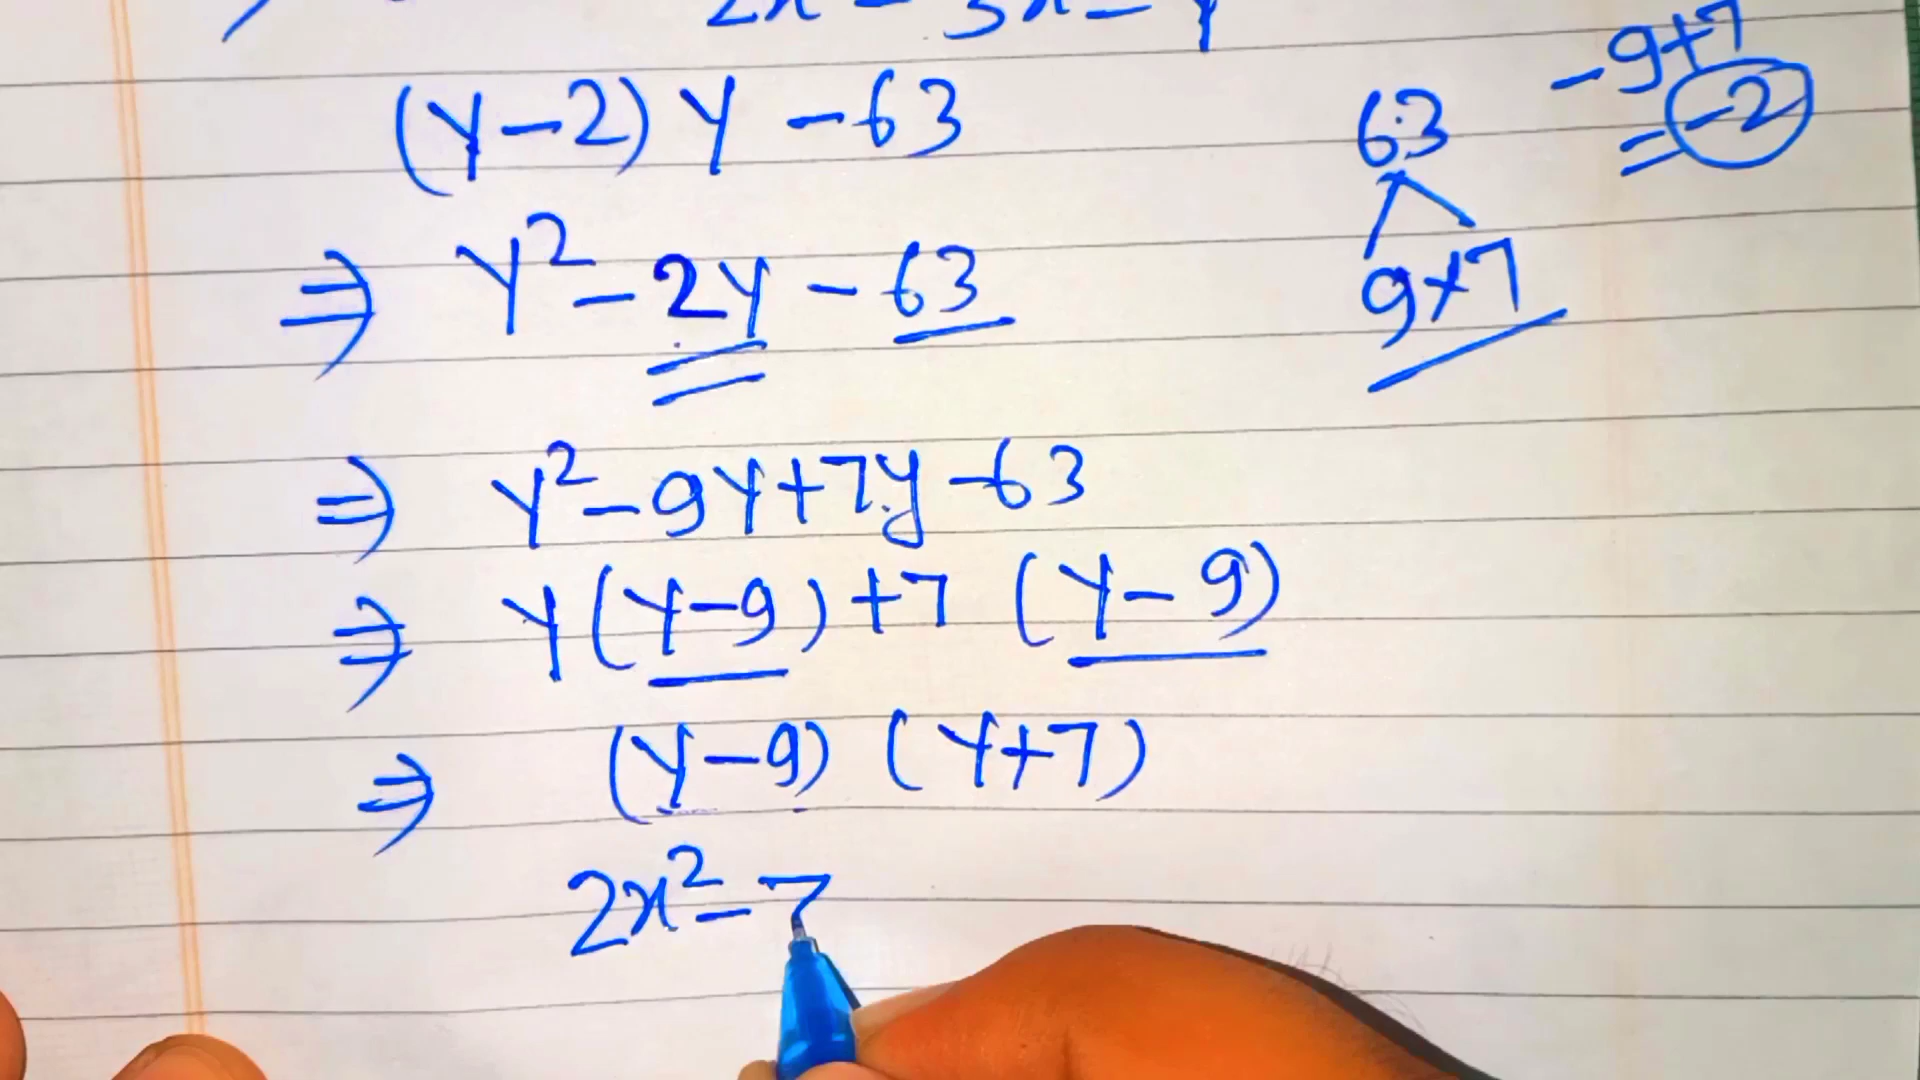 (y-2) y - 63
⇒ y² - 2y - 63
⇒ y² - 9y + 7y - 63
⇒ y (y - 9) + 7 (y - 9)
⇒ (y - 9) (y + 7)
2x² - 7
-9+7
= -2
63
9×7